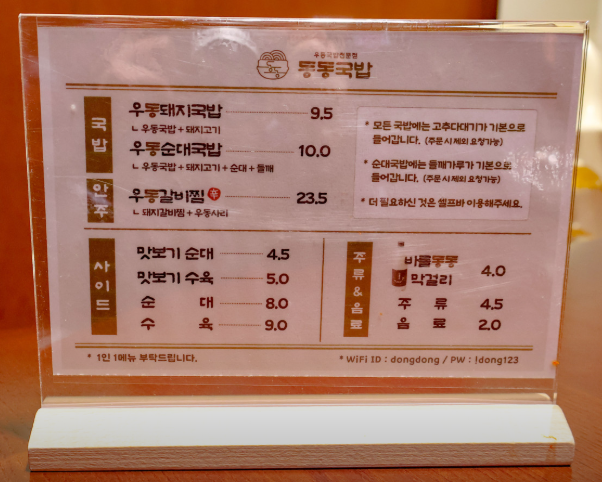 우동국밥전문점
동동국밥
국밥
우동돼지국밥 9.5
ㄴ 우동국밥 + 돼지고기
우동순대국밥 10.0
ㄴ 우동국밥 + 돼지고기 + 순대 + 들깨
* 모든 국밥에는 고추다대기가 기본으로
들어갑니다. (주문시 제외 요청가능)
* 순대국밥에는 들깨가루가 기본으로
들어갑니다. (주문시 제외 요청가능)
* 더 필요하신 것은 셀프바 이용해주세요.
안주
우동갈비찜 辛 23.5
ㄴ 돼지갈비찜 + 우동사리
사이드
맛보기 순대 4.5
맛보기 수육 5.0
순 대 8.0
수 육 9.0
주류&음료
바를동동
막걸리 4.0
주 류 4.5
음 료 2.0
* 1인 1메뉴 부탁드립니다.
* WiFi ID : dongdong / PW : !dong123